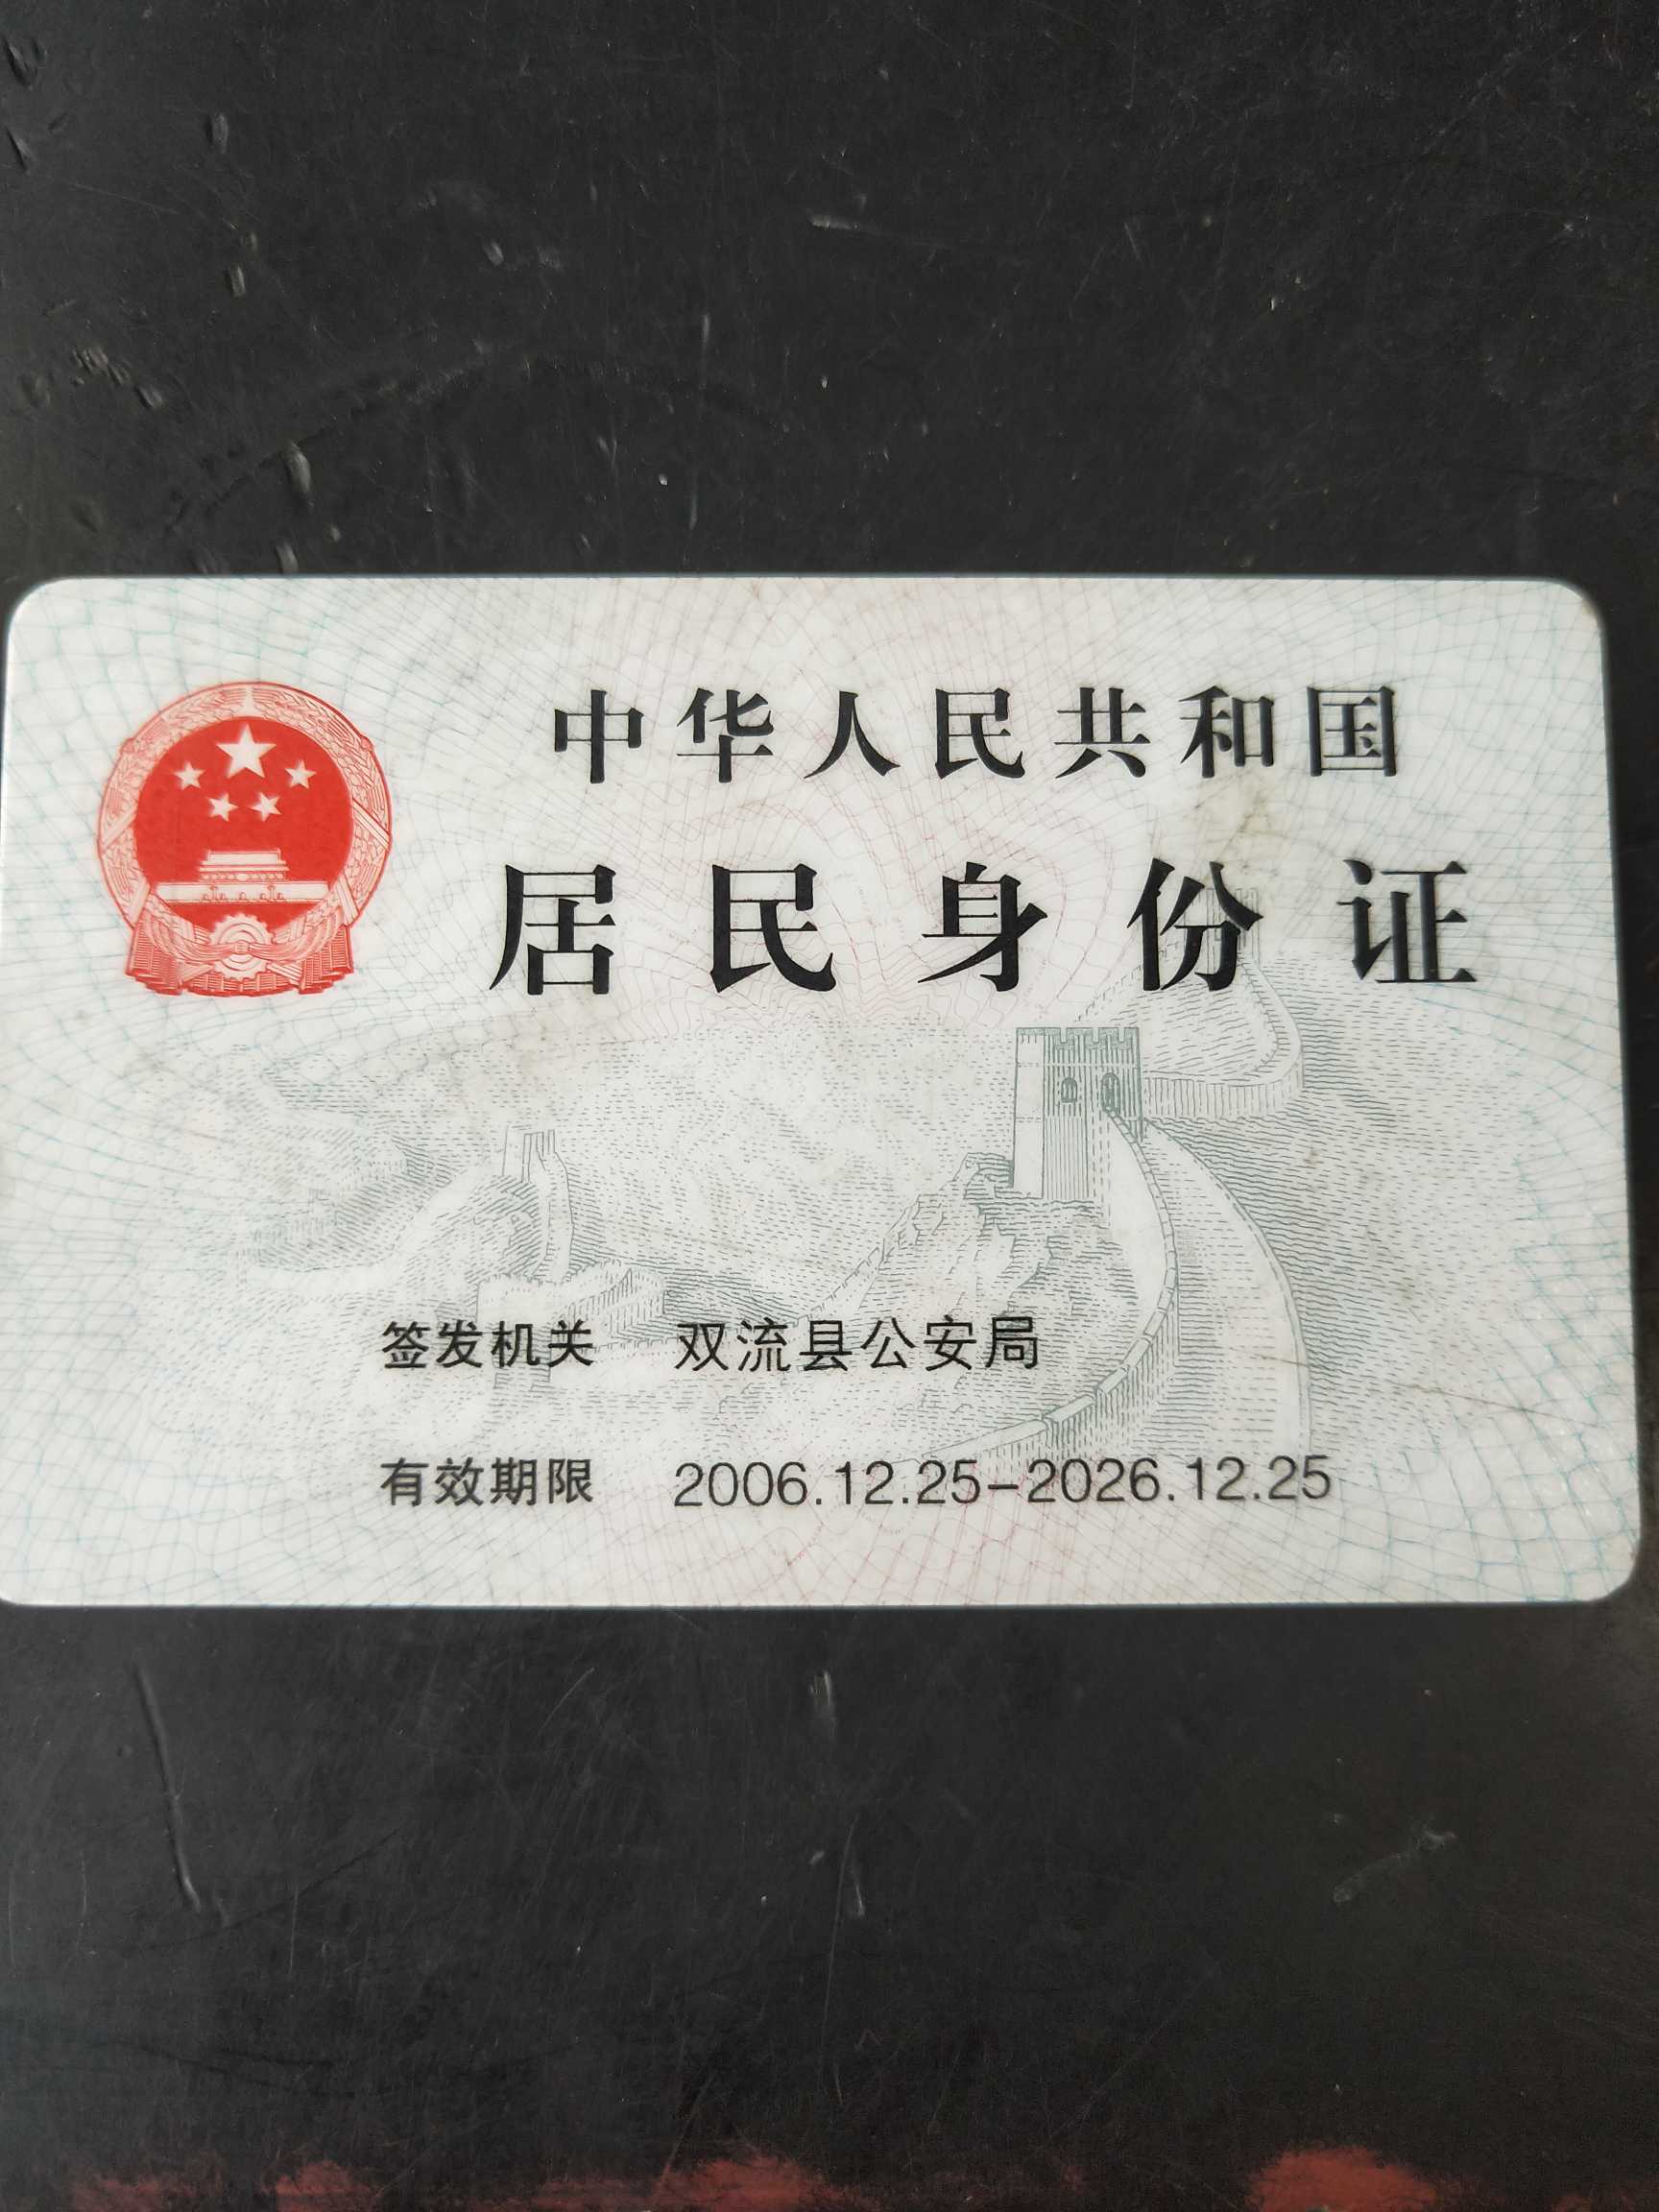 中华人民共和国
居民身份证
签发机关 双流县公安局
有效期限 2006.12.25-2026.12.25